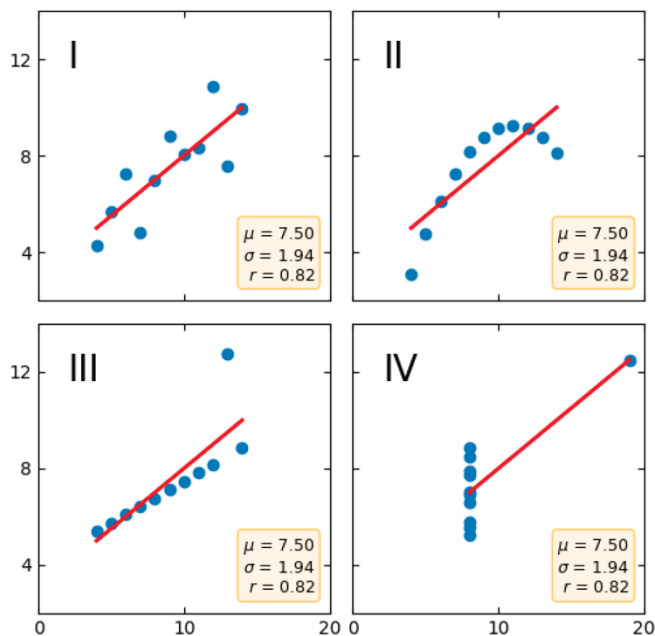 I
12
8
4
μ = 7.50
σ = 1.94
r = 0.82
II
μ = 7.50
σ = 1.94
r = 0.82
III
12
8
4
μ = 7.50
σ = 1.94
r = 0.82
0 10 20
IV
μ = 7.50
σ = 1.94
r = 0.82
0 10 20